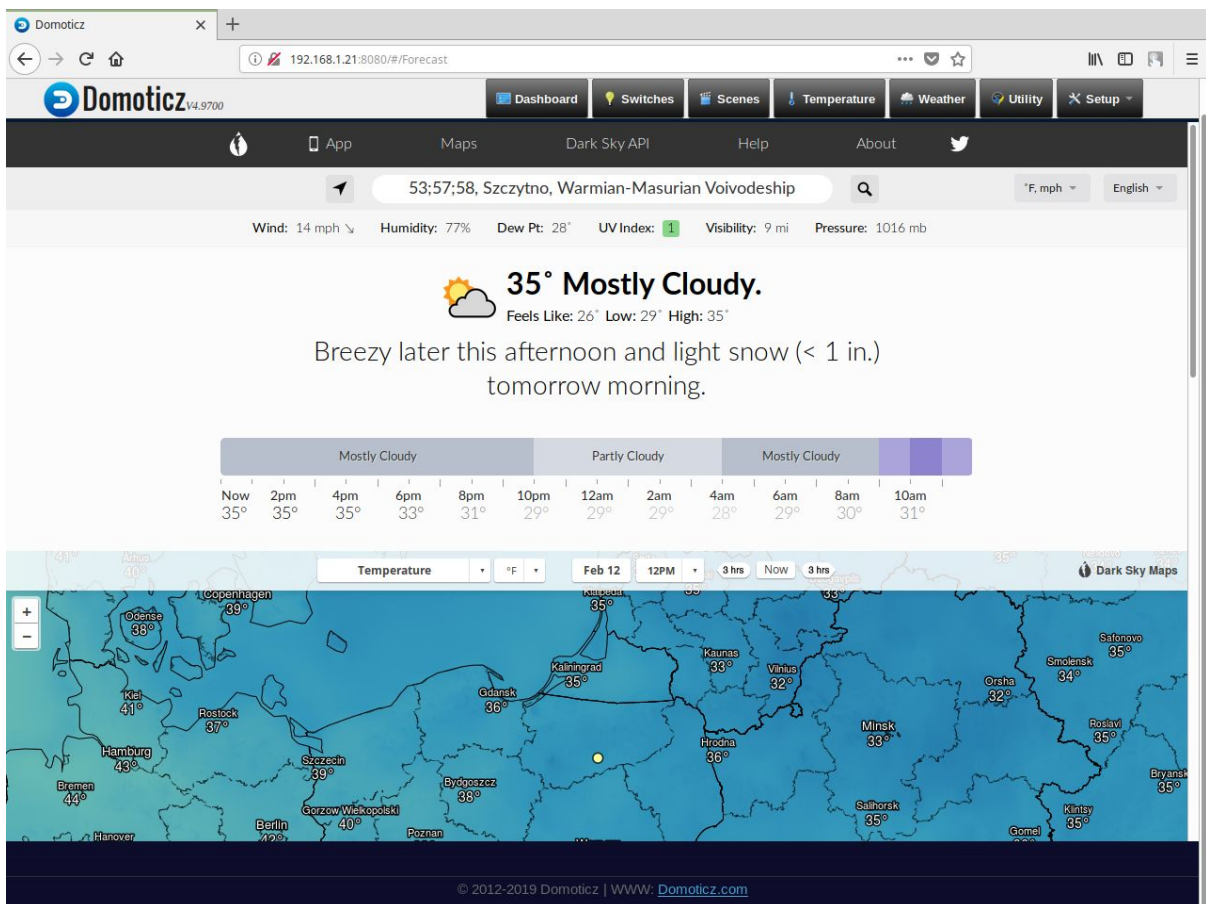 Domoticz
192.168.1.21:8080/#/Forecast
Domoticz V4.9700
Dashboard Switches Scenes Temperature Weather Utility Setup
App Maps Dark Sky API Help About
53;57;58, Szczytno, Warmian-Masurian Voivodeship
°F, mph English
Wind: 14 mph Humidity: 77% Dew Pt: 28° UV Index: 1 Visibility: 9 mi Pressure: 1016 mb
35° Mostly Cloudy.
Feels Like: 26° Low: 29° High: 35°
Breezy later this afternoon and light snow (< 1 in.)
tomorrow morning.
Mostly Cloudy Partly Cloudy Mostly Cloudy
Now 2pm 4pm 6pm 8pm 10pm 12am 2am 4am 6am 8am 10am
35° 35° 35° 33° 31° 29° 29° 29° 28° 29° 30° 31°
Temperature °F Feb 12 12PM 3 hrs Now 3 hrs Dark Sky Maps
+
−
Copenhagen
39°
Odense
38°
Klaipeda
35°
33°
Safonovo
35°
Kaunas
33°
Vilnius
32°
Smolensk
34°
Kaliningrad
35°
Orsha
32°
Kiel
41°
Gdansk
36°
Rostock
37°
Minsk
33°
Roslavl
35°
Hamburg
43°
Hrodna
36°
Szczecin
39°
Bryansk
35°
Bremen
44°
Bydgoszcz
38°
Gorzow Wielkopolski
40°
Salihorsk
35°
Klintsy
35°
Berlin
Gomel
Hanover
Poznan
© 2012-2019 Domoticz | WWW: Domoticz.com